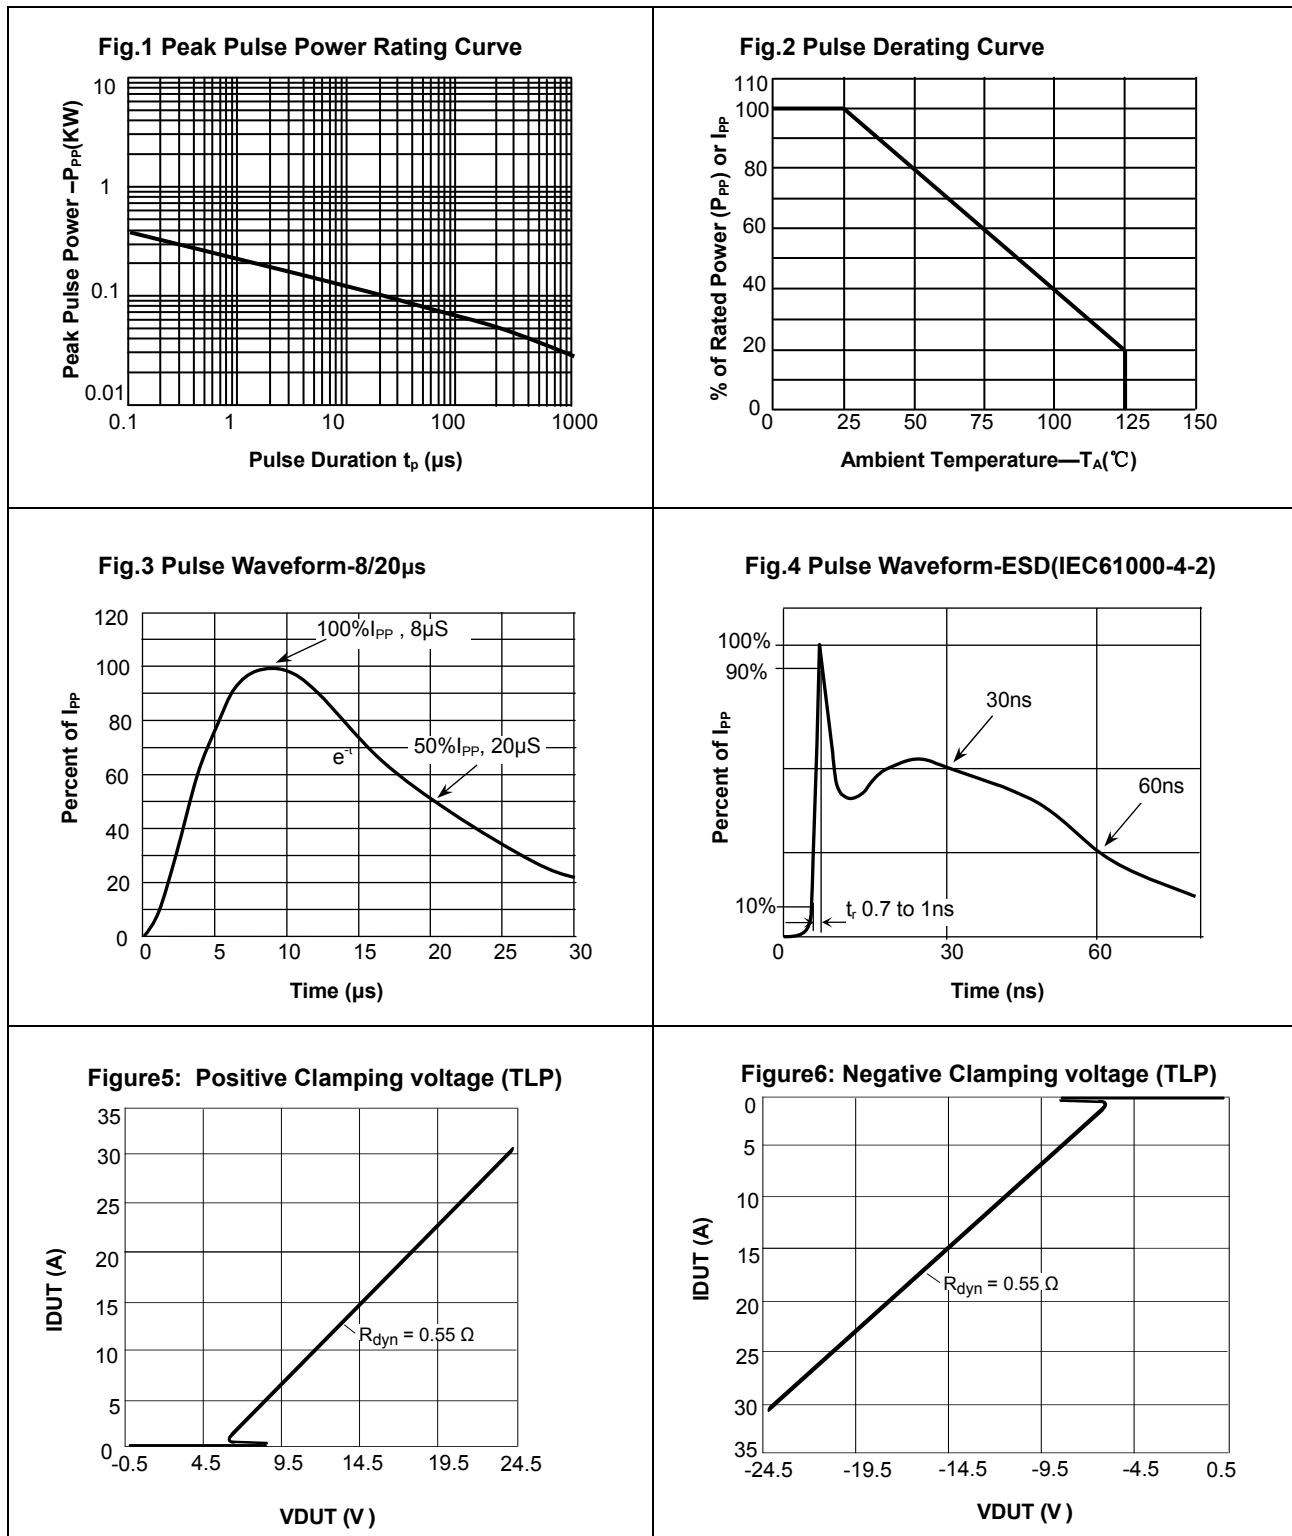 Fig.1 Peak Pulse Power Rating Curve
Peak Pulse Power –PPP(KW)
10
1
0.1
0.01
0.1 1 10 100 1000
Pulse Duration tp (μs)
Fig.2 Pulse Derating Curve
% of Rated Power (PPP) or IPP
110
100
80
60
40
20
0
0 25 50 75 100 125 150
Ambient Temperature—TA(℃)
Fig.3 Pulse Waveform-8/20μs
Percent of IPP
120
100
80
60
40
20
0
100%IPP , 8μS
e-t
50%IPP, 20μS
0 5 10 15 20 25 30
Time (μs)
Fig.4 Pulse Waveform-ESD(IEC61000-4-2)
Percent of IPP
100%
90%
10%
30ns
60ns
tr 0.7 to 1ns
0 30 60
Time (ns)
Figure5: Positive Clamping voltage (TLP)
IDUT (A)
35
30
25
20
15
10
5
0
Rdyn = 0.55 Ω
-0.5 4.5 9.5 14.5 19.5 24.5
VDUT (V )
Figure6: Negative Clamping voltage (TLP)
IDUT (A)
0
5
10
15
20
25
30
35
Rdyn = 0.55 Ω
-24.5 -19.5 -14.5 -9.5 -4.5 0.5
VDUT (V )